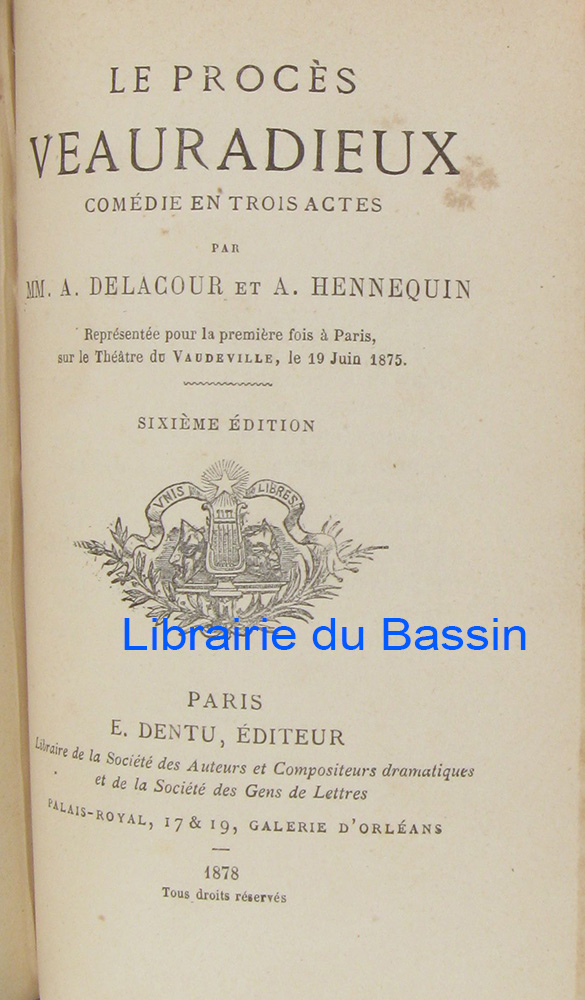 LE PROCÈS
VEAURADIEUX
COMÉDIE EN TROIS ACTES
PAR
MM. A. DELACOUR ET A. HENNEQUIN
Représentée pour la première fois à Paris,
sur le Théâtre du VAUDEVILLE, le 19 Juin 1875.
SIXIÈME ÉDITION
UNIS LIBRES
Librairie du Bassin
PARIS
E. DENTU, ÉDITEUR
Libraire de la Société des Auteurs et Compositeurs dramatiques
et de la Société des Gens de Lettres
PALAIS-ROYAL, 17 & 19, GALERIE D'ORLÉANS
1878
Tous droits réservés